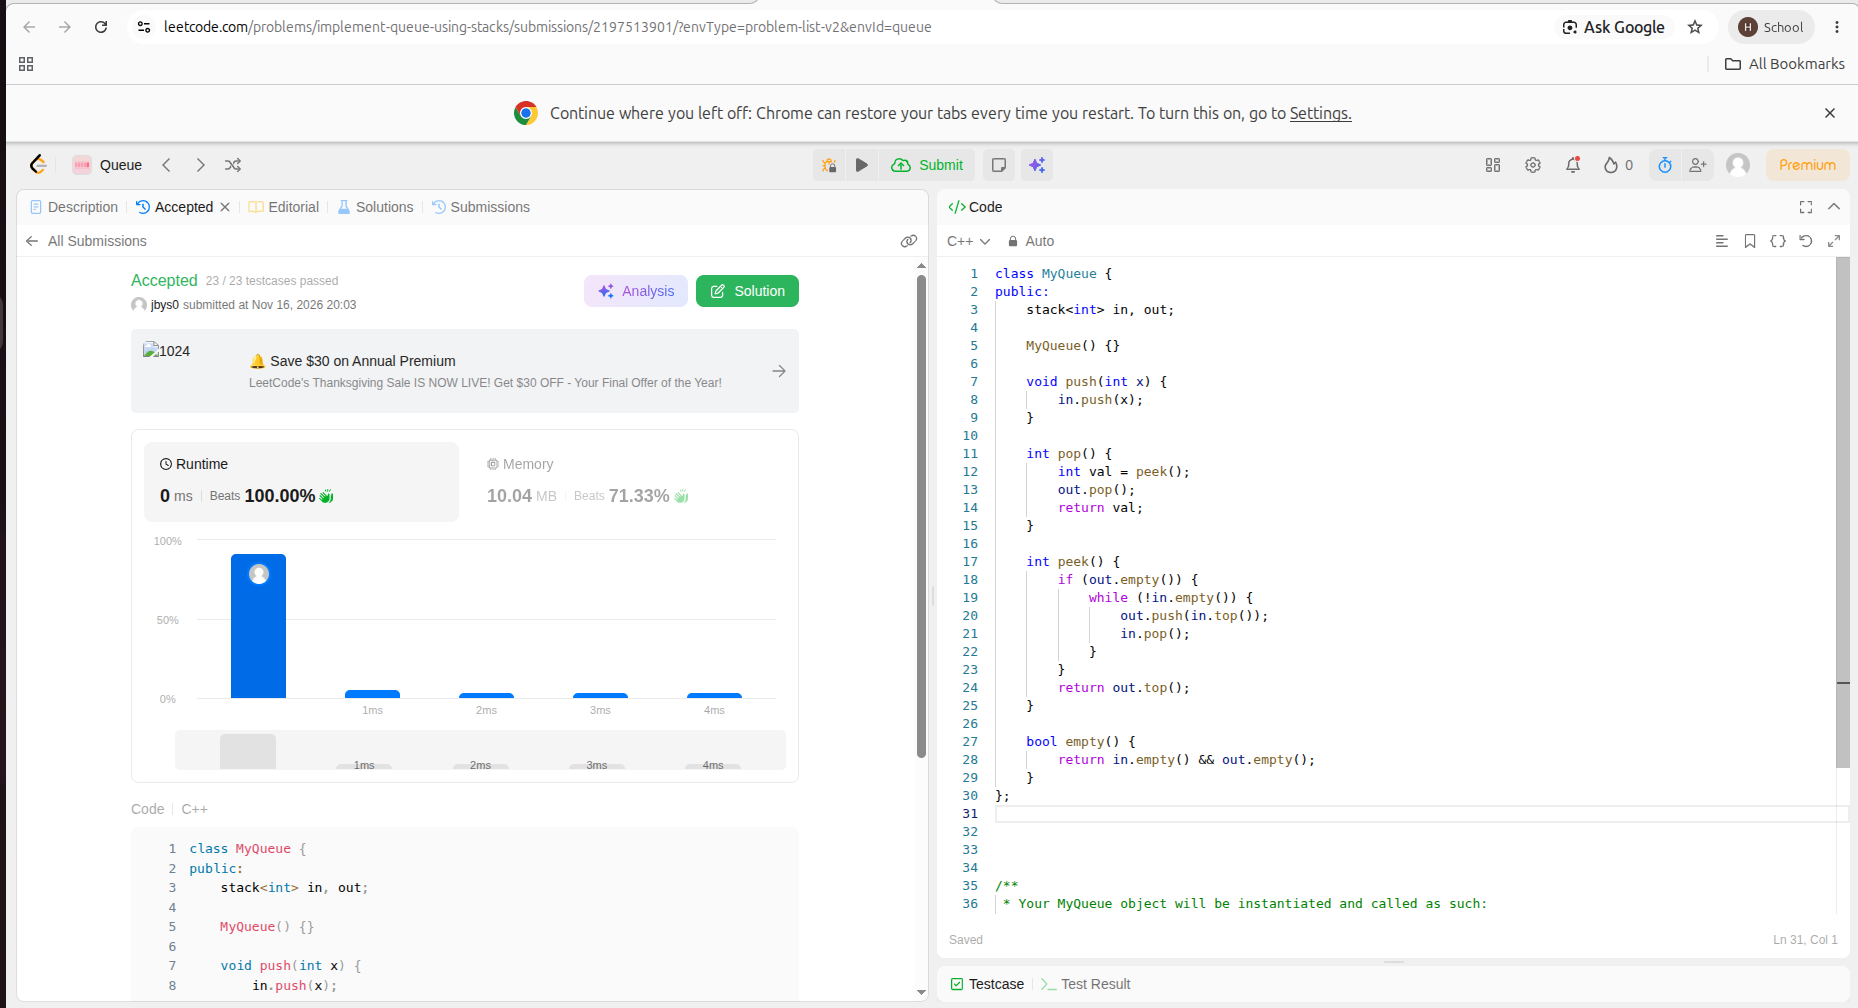 leetcode.com/problems/implement-queue-using-stacks/submissions/2197513901/?envType=problem-list-v2&envId=queue
Ask Google
H School
All Bookmarks
Continue where you left off: Chrome can restore your tabs every time you restart. To turn this on, go to Settings.
Queue
Submit
0
Premium
Description
Accepted
Editorial
Solutions
Submissions
All Submissions
Accepted 23 / 23 testcases passed
jbys0 submitted at Nov 16, 2026 20:03
Analysis
Solution
1024
Save $30 on Annual Premium
LeetCode's Thanksgiving Sale IS NOW LIVE! Get $30 OFF - Your Final Offer of the Year!
Runtime
0 ms Beats 100.00%
Memory
10.04 MB Beats 71.33%
100%
50%
0%
1ms 2ms 3ms 4ms
1ms 2ms 3ms 4ms
Code C++
1 class MyQueue {
2 public:
3     stack<int> in, out;
4
5     MyQueue() {}
6
7     void push(int x) {
8         in.push(x);
</> Code
C++ Auto
1 class MyQueue {
2 public:
3     stack<int> in, out;
4
5     MyQueue() {}
6
7     void push(int x) {
8         in.push(x);
9     }
10
11     int pop() {
12         int val = peek();
13         out.pop();
14         return val;
15     }
16
17     int peek() {
18         if (out.empty()) {
19             while (!in.empty()) {
20                 out.push(in.top());
21                 in.pop();
22             }
23         }
24         return out.top();
25     }
26
27     bool empty() {
28         return in.empty() && out.empty();
29     }
30 };
31
32
33
34
35 /**
36  * Your MyQueue object will be instantiated and called as such:
Saved
Ln 31, Col 1
Testcase
Test Result